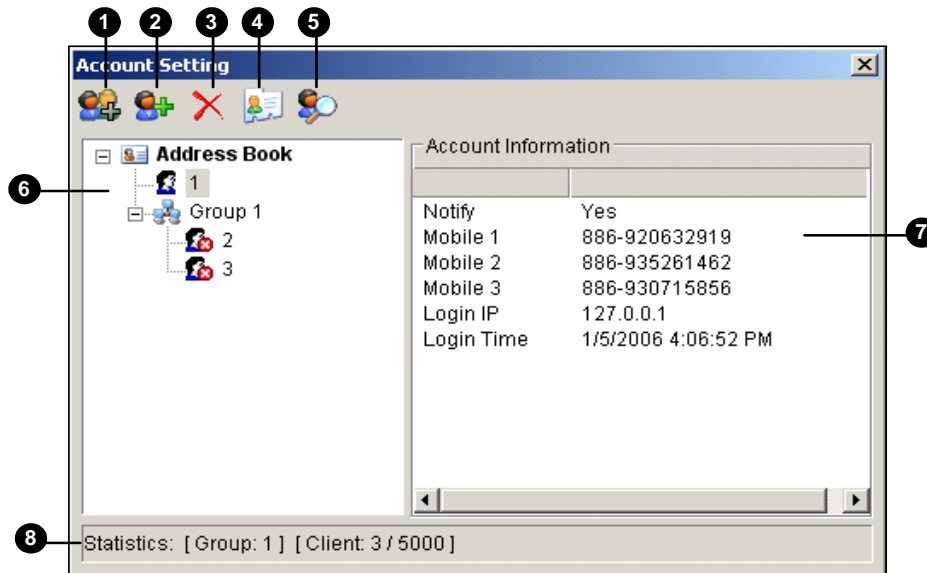 1 2 3 4 5
Account Setting
6
Address Book
1
Group 1
2
3
Account Information
Notify Yes
Mobile 1 886-920632919
Mobile 2 886-935261462
Mobile 3 886-930715856
Login IP 127.0.0.1
Login Time 1/5/2006 4:06:52 PM
7
8
Statistics: [ Group: 1 ] [ Client: 3 / 5000 ]